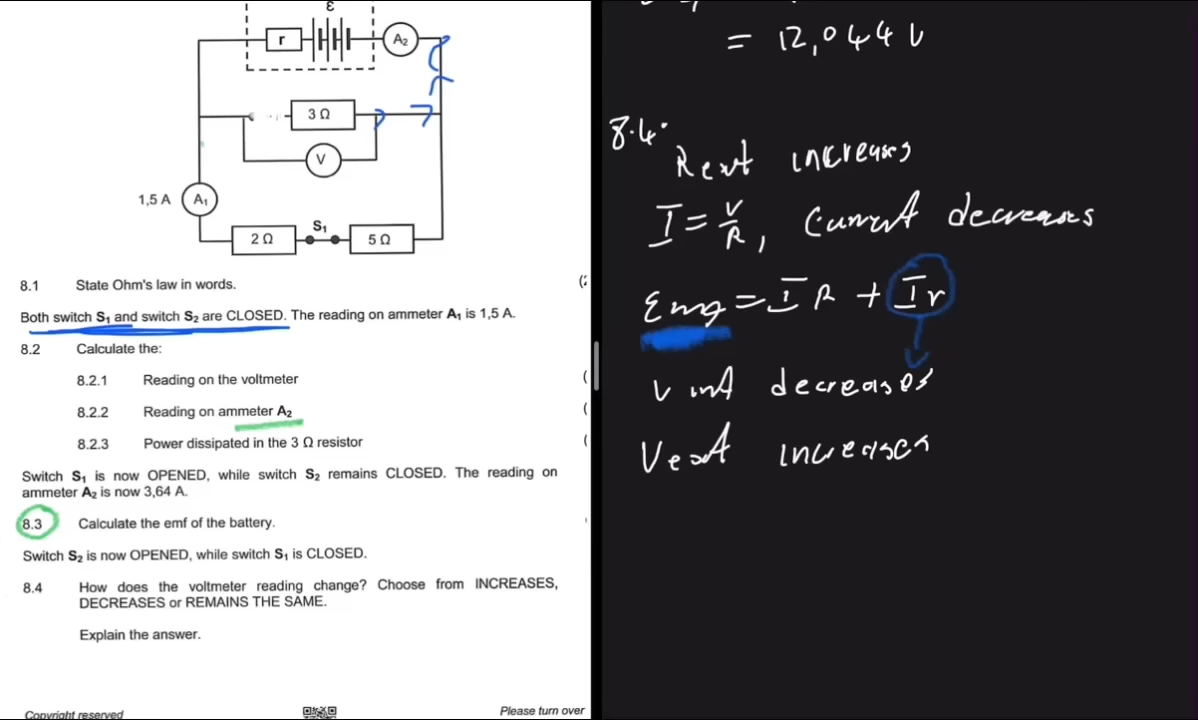 ε
r
A₂
3 Ω
V
1,5 A
A₁
S₁
2 Ω
5 Ω
8.1 State Ohm's law in words. (2
Both switch S₁ and switch S₂ are CLOSED. The reading on ammeter A₁ is 1,5 A.
8.2 Calculate the:
8.2.1 Reading on the voltmeter (
8.2.2 Reading on ammeter A₂ (
8.2.3 Power dissipated in the 3 Ω resistor (
Switch S₁ is now OPENED, while switch S₂ remains CLOSED. The reading on
ammeter A₂ is now 3,64 A.
8.3 Calculate the emf of the battery.
Switch S₂ is now OPENED, while switch S₁ is CLOSED.
8.4 How does the voltmeter reading change? Choose from INCREASES,
DECREASES or REMAINS THE SAME.
Explain the answer.
Copyright reserved
Please turn over
= 12,044 V
8.4.
Rext increases
I = V/R, Current decreases
Emf = IR + Ir
V int decreases
Vext increases